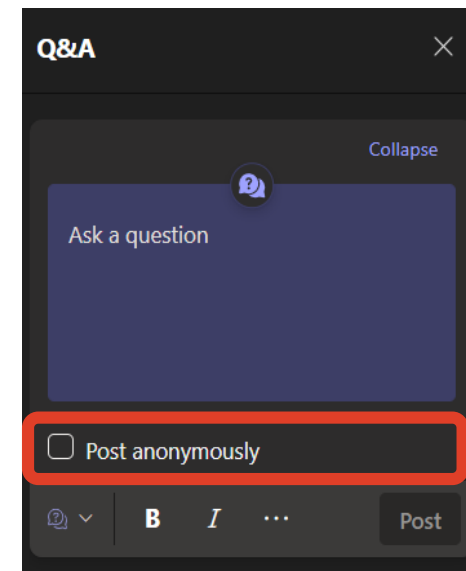 Q&A
Collapse
Ask a question
Post anonymously
B I ... Post